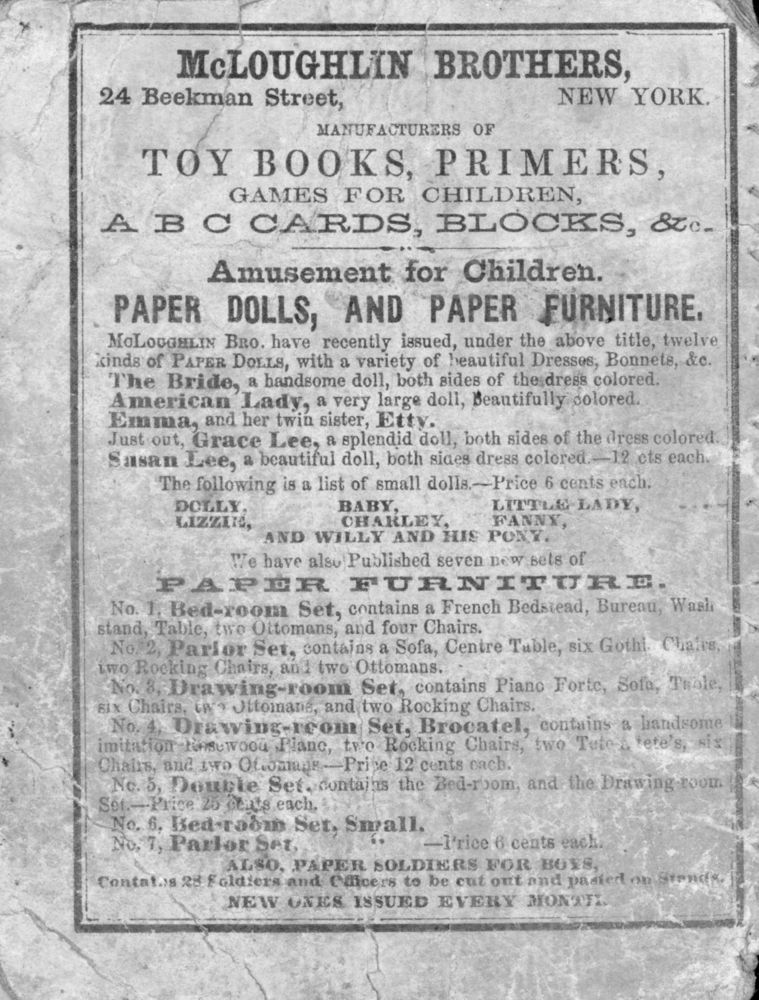 McLOUGHLIN BROTHERS,
24 Beekman Street, NEW YORK.
MANUFACTURERS OF
TOY BOOKS, PRIMERS,
GAMES FOR CHILDREN,
A B C CARDS, BLOCKS, &c.
Amusement for Children.
PAPER DOLLS, AND PAPER FURNITURE.
McLOUGHLIN BRO. have recently issued, under the above title, twelve
kinds of PAPER DOLLS, with a variety of beautiful Dresses, Bonnets, &c.
The Bride, a handsome doll, both sides of the dress colored.
American Lady, a very large doll, beautifully colored.
Emma, and her twin sister, Etty.
Just out, Grace Lee, a splendid doll, both sides of the dress colored.
Susan Lee, a beautiful doll, both sides dress colored.—12 cts each.
The following is a list of small dolls.—Price 6 cents each.
DOLLY, BABY, LITTLE LADY,
LIZZIE, CHARLEY, FANNY,
AND WILLY AND HIS PONY.
We have also Published seven new sets of
PAPER FURNITURE.
No. 1, Bed-room Set, contains a French Bedstead, Bureau, Wash
stand, Table, two Ottomans, and four Chairs.
No. 2, Parlor Set, contains a Sofa, Centre Table, six Gothic Chairs,
two Rocking Chairs, and two Ottomans.
No. 3, Drawing-room Set, contains Piano Forte, Sofa, Table,
six Chairs, two Ottomans, and two Rocking Chairs.
No. 4, Drawing-room Set, Brocatel, contains a handsome
imitation Rosewood Piano, two Rocking Chairs, two Tete a tete's, six
Chairs, and two Ottomans.—Price 12 cents each.
No. 5, Double Set, contains the Bed-room, and the Drawing-room
Set.—Price 25 cents each.
No. 6, Bed-room Set, Small.
No. 7, Parlor Set, " —Price 6 cents each.
ALSO, PAPER SOLDIERS FOR BOYS,
Contains 28 Soldiers and Officers to be cut out and pasted on Stands.
NEW ONES ISSUED EVERY MONTH.